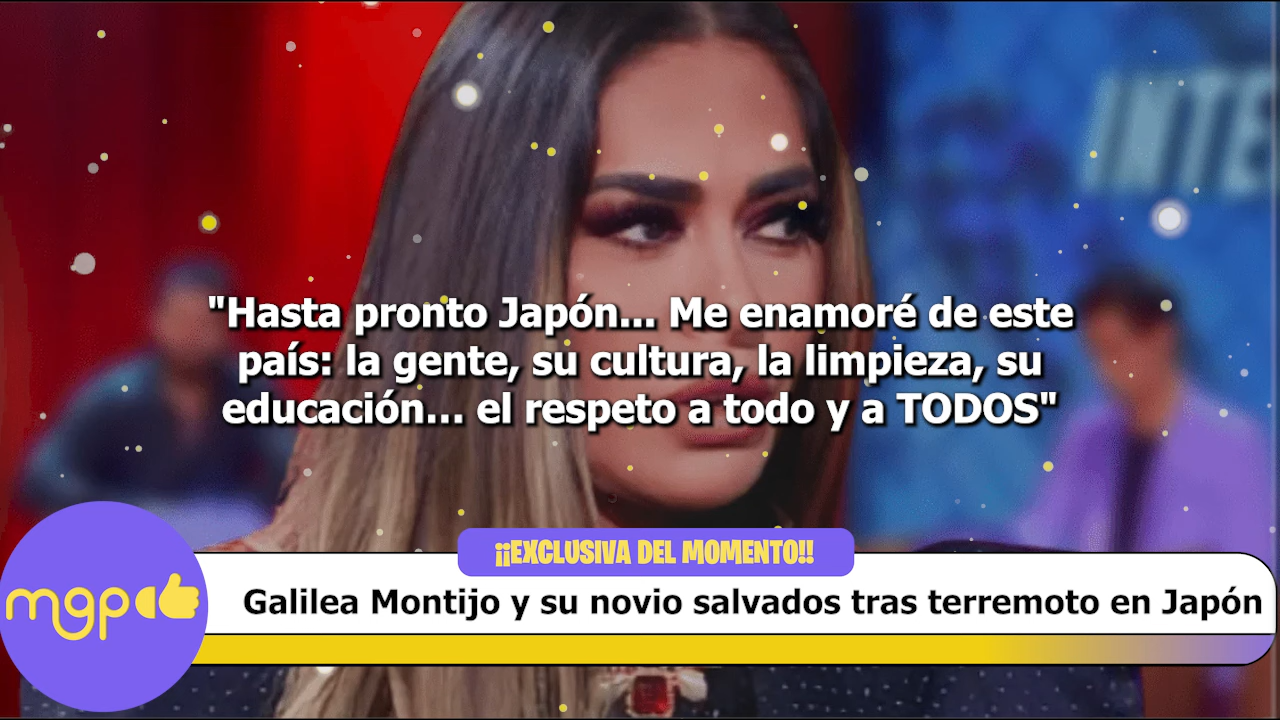 INTE
"Hasta pronto Japón... Me enamoré de este
país: la gente, su cultura, la limpieza, su
educación... el respeto a todo y a TODOS"
¡¡EXCLUSIVA DEL MOMENTO!!
mgp
Galilea Montijo y su novio salvados tras terremoto en Japón